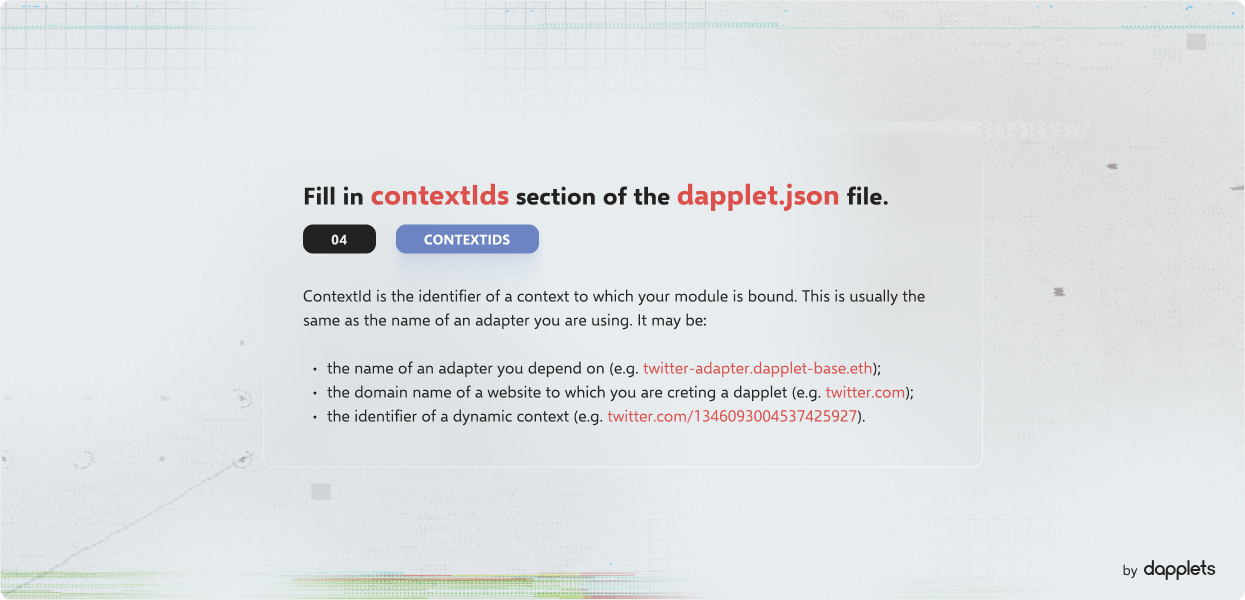 Fill in contextIds section of the dapplet.json file.
04 CONTEXTIDS
ContextId is the identifier of a context to which your module is bound. This is usually the
same as the name of an adapter you are using. It may be:
• the name of an adapter you depend on (e.g. twitter-adapter.dapplet-base.eth);
• the domain name of a website to which you are creting a dapplet (e.g. twitter.com);
• the identifier of a dynamic context (e.g. twitter.com/1346093004537425927).
by dapplets